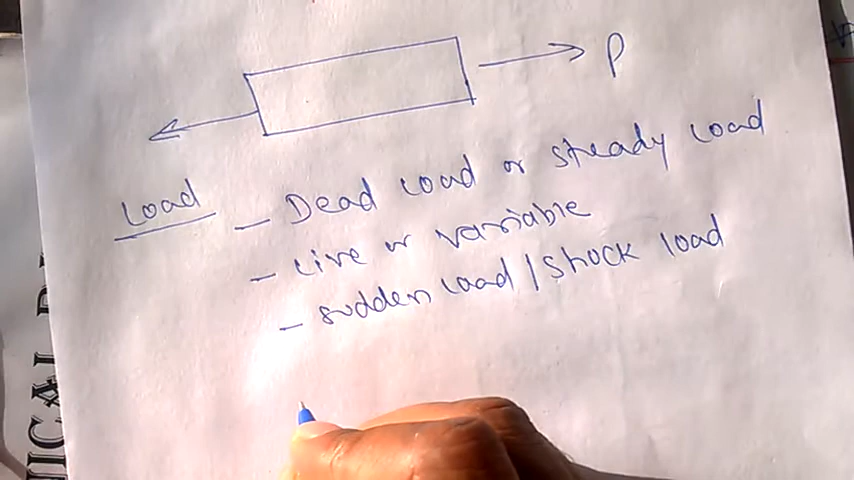 P
Load - Dead load or steady load
- Live or variable
- sudden load / shock load